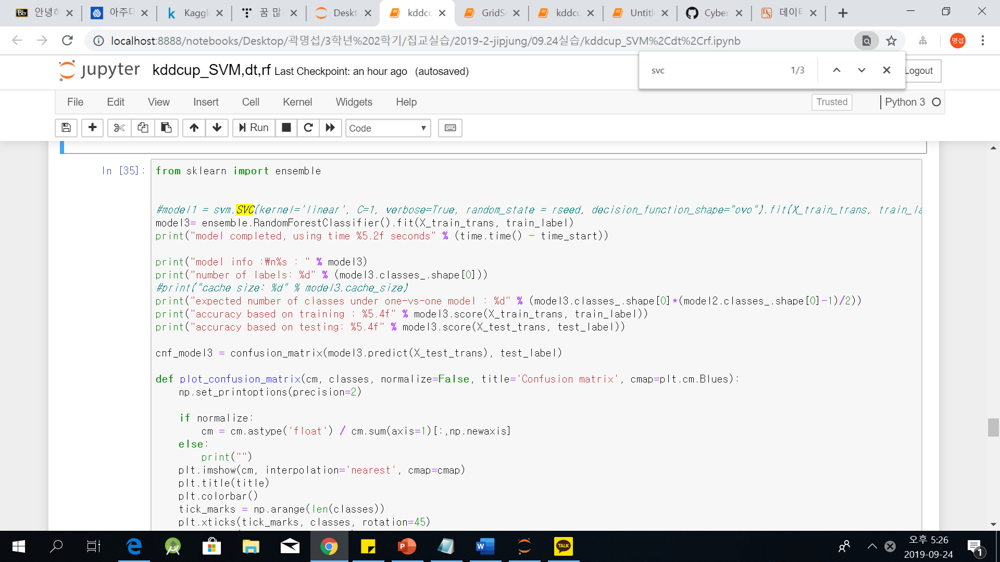 안녕ㅎ
아주대
Kaggle
꿈 많
Deskt
kddcu
GridSe
kddcu
Untitle
Cyber
데이터
localhost:8888/notebooks/Desktop/곽명섭/3학년%202학기/집교실습/2019-2-jipjung/09.24실습/kddcup_SVM%2Cdt%2Crf.ipynb
명섭
svc 1/3
jupyter kddcup_SVM,dt,rf Last Checkpoint: an hour ago (autosaved)
Logout
File Edit View Insert Cell Kernel Widgets Help Trusted Python 3
Run Code
In [35]:
from sklearn import ensemble
#model1 = svm.SVC(kernel='linear', C=1, verbose=True, random_state = rseed, decision_function_shape="ovo").fit(X_train_trans, train_la
model3= ensemble.RandomForestClassifier().fit(X_train_trans, train_label)
print("model completed, using time %5.2f seconds" % (time.time() - time_start))
print("model info :₩n%s : " % model3)
print("number of labels: %d" % (model3.classes_.shape[0]))
#print("cache size: %d" % model3.cache_size)
print("expected number of classes under one-vs-one model : %d" % (model3.classes_.shape[0]*(model2.classes_.shape[0]-1)/2))
print("accuracy based on training : %5.4f" % model3.score(X_train_trans, train_label))
print("accuracy based on testing: %5.4f" % model3.score(X_test_trans, test_label))
cnf_model3 = confusion_matrix(model3.predict(X_test_trans), test_label)
def plot_confusion_matrix(cm, classes, normalize=False, title='Confusion matrix', cmap=plt.cm.Blues):
np.set_printoptions(precision=2)
if normalize:
cm = cm.astype('float') / cm.sum(axis=1)[:,np.newaxis]
else:
print("")
plt.imshow(cm, interpolation='nearest', cmap=cmap)
plt.title(title)
plt.colorbar()
tick_marks = np.arange(len(classes))
plt.xticks(tick_marks, classes, rotation=45)
TALK
오후 5:26
2019-09-24
1